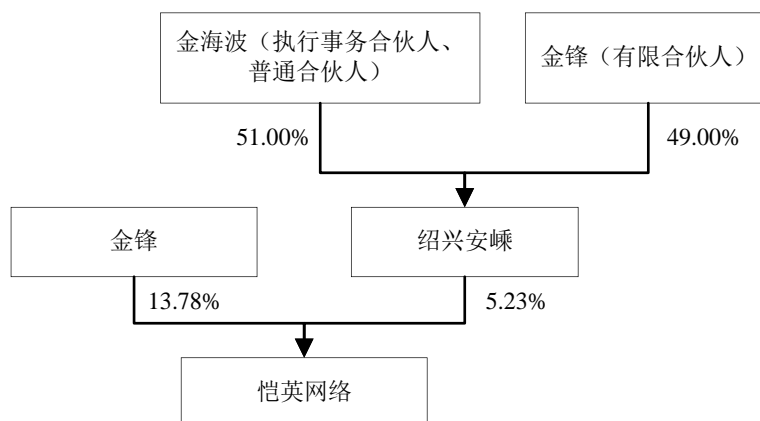 金海波（执行事务合伙人、
普通合伙人）
金锋（有限合伙人）
51.00%
49.00%
金锋
绍兴安嵊
13.78%
5.23%
恺英网络